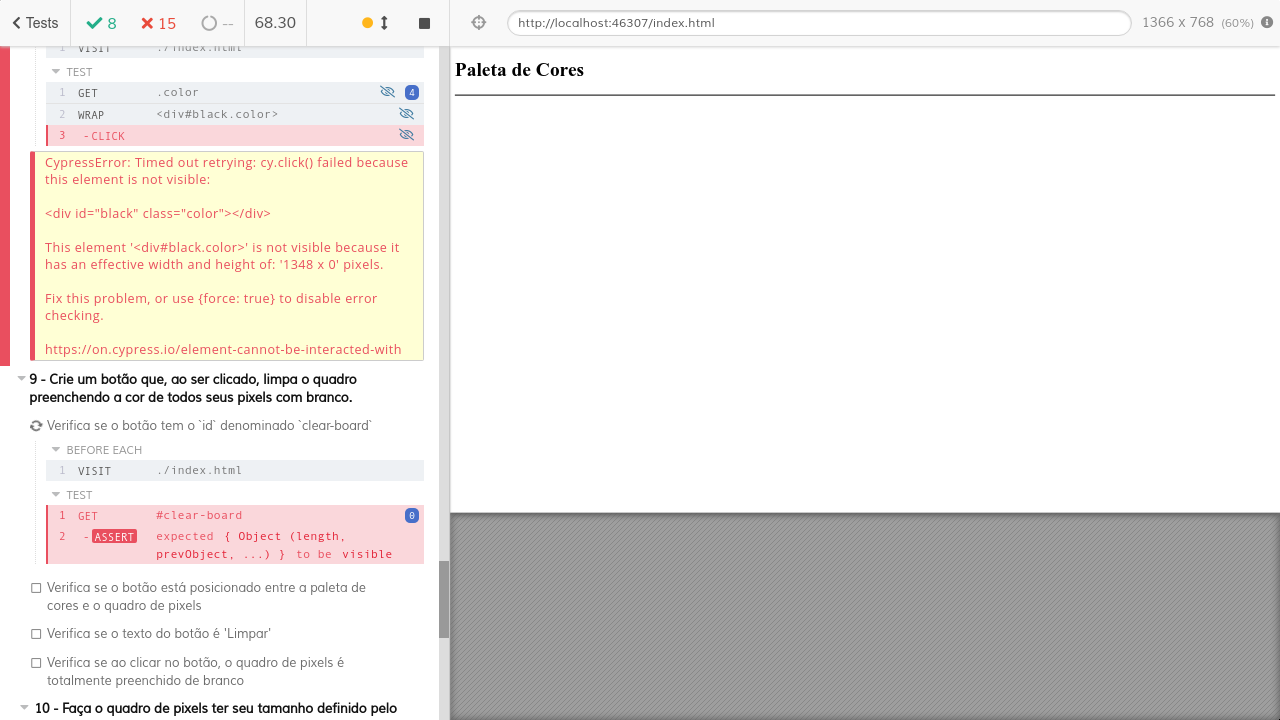 Tests 8 15 -- 68.30 http://localhost:46307/index.html 1366 x 768 (60%)
1 VISIT ./index.html
TEST
1 GET .color 4
2 WRAP <div#black.color>
3 -CLICK
CypressError: Timed out retrying: cy.click() failed because
this element is not visible:
<div id="black" class="color"></div>
This element '<div#black.color>' is not visible because it
has an effective width and height of: '1348 x 0' pixels.
Fix this problem, or use {force: true} to disable error
checking.
https://on.cypress.io/element-cannot-be-interacted-with
9 - Crie um botão que, ao ser clicado, limpa o quadro
preenchendo a cor de todos seus pixels com branco.
Verifica se o botão tem o `id` denominado `clear-board`
BEFORE EACH
1 VISIT ./index.html
TEST
1 GET #clear-board 0
2 -ASSERT expected { Object (length,
prevObject, ...) } to be visible
Verifica se o botão está posicionado entre a paleta de
cores e o quadro de pixels
Verifica se o texto do botão é 'Limpar'
Verifica se ao clicar no botão, o quadro de pixels é
totalmente preenchido de branco
10 - Faça o quadro de pixels ter seu tamanho definido pelo
Paleta de Cores